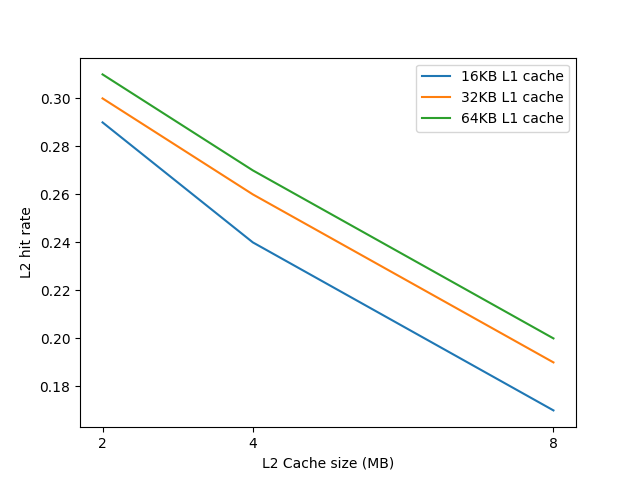 16KB L1 cache
32KB L1 cache
64KB L1 cache
0.30
0.28
0.26
0.24
0.22
0.20
0.18
L2 hit rate
2 4 8
L2 Cache size (MB)